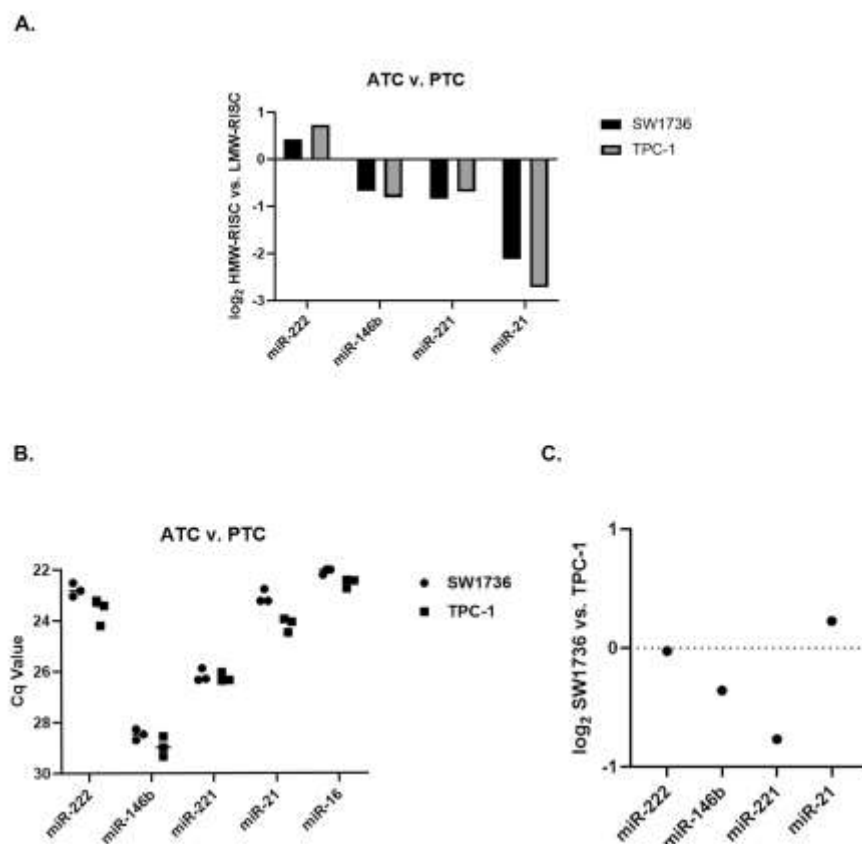 A.
ATC v. PTC
log₂ HMW-RISC vs. LMW-RISC
1
0
-1
-2
-3
miR-222
miR-146b
miR-221
miR-21
SW1736
TPC-1
B.
ATC v. PTC
Cq Value
22
24
26
28
30
miR-222
miR-146b
miR-221
miR-21
miR-16
SW1736
TPC-1
C.
log₂ SW1736 vs. TPC-1
1
0
-1
miR-222
miR-146b
miR-221
miR-21